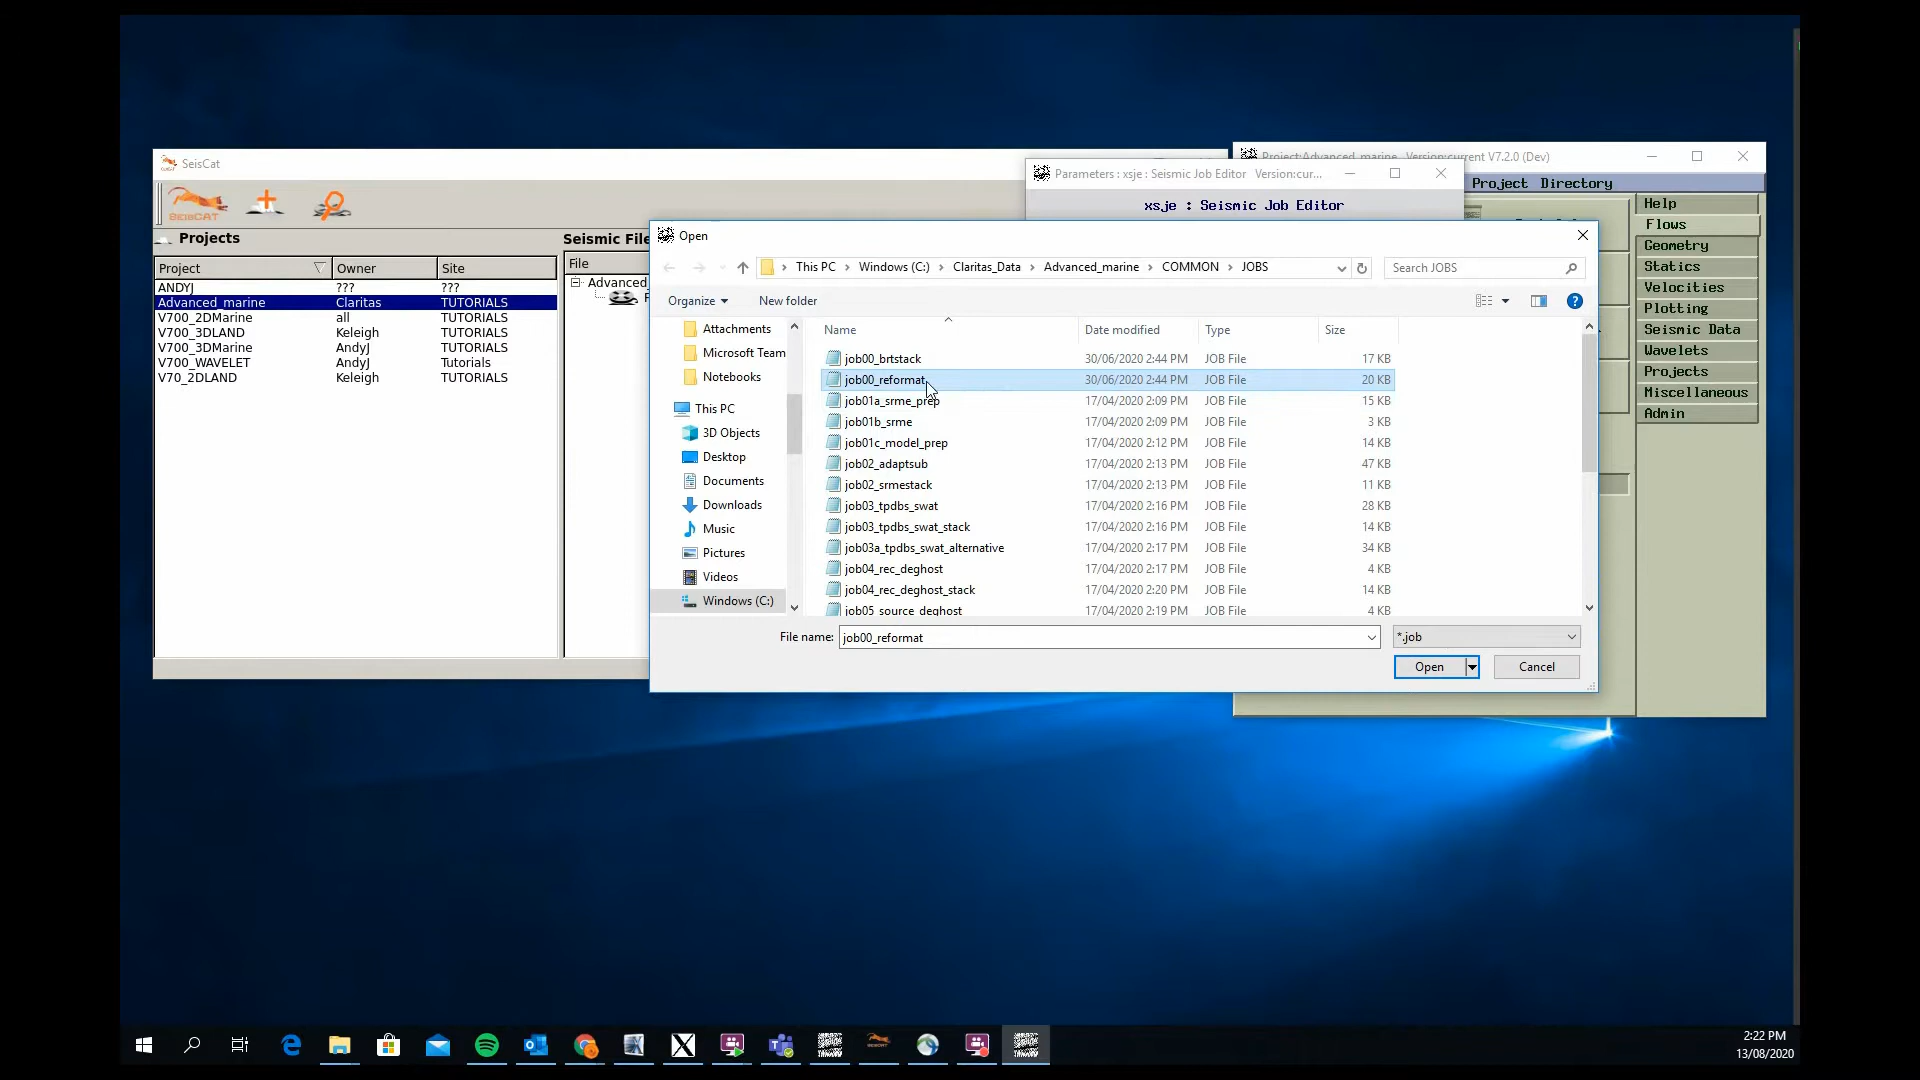 SeisCat
SEISCAT
Projects
Project Owner Site
ANDYJ ??? ???
Advanced_marine Claritas TUTORIALS
V700_2DMarine all TUTORIALS
V700_3DLAND Keleigh TUTORIALS
V700_3DMarine AndyJ TUTORIALS
V700_WAVELET AndyJ Tutorials
V70_2DLAND Keleigh TUTORIALS
Seismic File
File
Advanced_
Parameters : xsje : Seismic Job Editor Version:cur...
xsje : Seismic Job Editor
Project:Advanced_marine Version:current V7.2.0 (Dev)
Project Directory
Help
Flows
Geometry
Statics
Velocities
Plotting
Seismic Data
Wavelets
Projects
Miscellaneous
Admin
Open
This PC > Windows (C:) > Claritas_Data > Advanced_marine > COMMON > JOBS
Search JOBS
Organize
New folder
Attachments
Microsoft Team
Notebooks
This PC
3D Objects
Desktop
Documents
Downloads
Music
Pictures
Videos
Windows (C:)
Name Date modified Type Size
job00_brtstack 30/06/2020 2:44 PM JOB File 17 KB
job00_reformat 30/06/2020 2:44 PM JOB File 20 KB
job01a_srme_prep 17/04/2020 2:09 PM JOB File 15 KB
job01b_srme 17/04/2020 2:09 PM JOB File 3 KB
job01c_model_prep 17/04/2020 2:12 PM JOB File 14 KB
job02_adaptsub 17/04/2020 2:13 PM JOB File 47 KB
job02_srmestack 17/04/2020 2:13 PM JOB File 11 KB
job03_tpdbs_swat 17/04/2020 2:16 PM JOB File 28 KB
job03_tpdbs_swat_stack 17/04/2020 2:16 PM JOB File 14 KB
job03a_tpdbs_swat_alternative 17/04/2020 2:17 PM JOB File 34 KB
job04_rec_deghost 17/04/2020 2:17 PM JOB File 4 KB
job04_rec_deghost_stack 17/04/2020 2:20 PM JOB File 14 KB
job05_source_deghost 17/04/2020 2:19 PM JOB File 4 KB
File name: job00_reformat
*.job
Open
Cancel
2:22 PM
13/08/2020